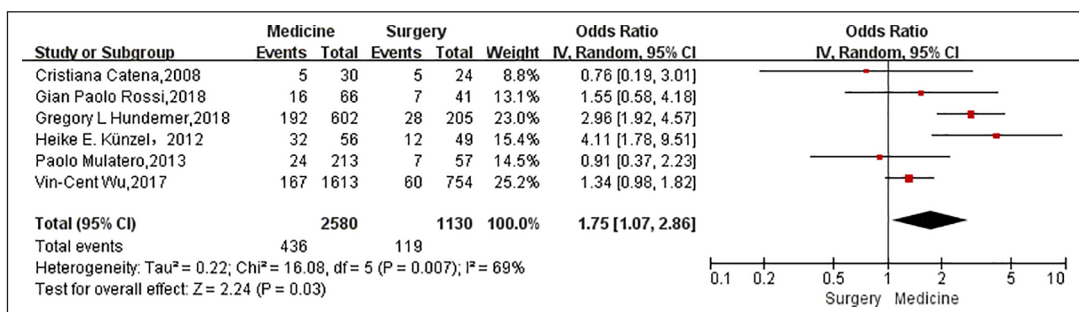 Medicine Surgery Odds Ratio Odds Ratio
Study or Subgroup Events Total Events Total Weight IV, Random, 95% CI IV, Random, 95% CI
Cristiana Catena,2008 5 30 5 24 8.8% 0.76 [0.19, 3.01]
Gian Paolo Rossi,2018 16 66 7 41 13.1% 1.55 [0.58, 4.18]
Gregory L Hundemer,2018 192 602 28 205 23.0% 2.96 [1.92, 4.57]
Heike E. Künzel，2012 32 56 12 49 15.4% 4.11 [1.78, 9.51]
Paolo Mulatero,2013 24 213 7 57 14.5% 0.91 [0.37, 2.23]
Vin-Cent Wu,2017 167 1613 60 754 25.2% 1.34 [0.98, 1.82]
Total (95% CI) 2580 1130 100.0% 1.75 [1.07, 2.86]
Total events 436 119
Heterogeneity: Tau² = 0.22; Chi² = 16.08, df = 5 (P = 0.007); I² = 69%
Test for overall effect: Z = 2.24 (P = 0.03)
0.1 0.2 0.5 1 2 5 10
Surgery Medicine